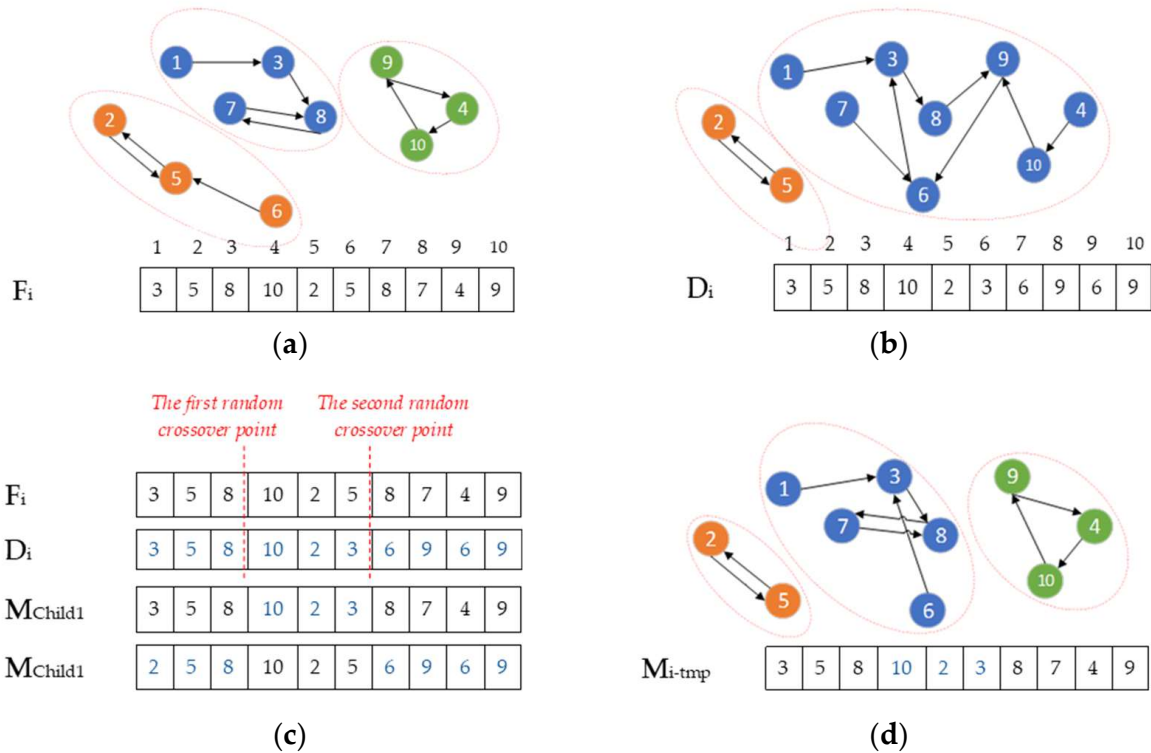 1 3 9
7 8 4
2 10
5
6
1 2 3 4 5 6 7 8 9 10
Fi 3 5 8 10 2 5 8 7 4 9
(a)
1 3 9
7 8 4
2 10
5 6
1 2 3 4 5 6 7 8 9 10
Di 3 5 8 10 2 3 6 9 6 9
(b)
The first random
crossover point
The second random
crossover point
Fi 3 5 8 10 2 5 8 7 4 9
Di 3 5 8 10 2 3 6 9 6 9
MChild1 3 5 8 10 2 3 8 7 4 9
MChild1 2 5 8 10 2 5 6 9 6 9
(c)
1 3 9
7 8 4
2 10
5 6
Mi-tmp 3 5 8 10 2 3 8 7 4 9
(d)